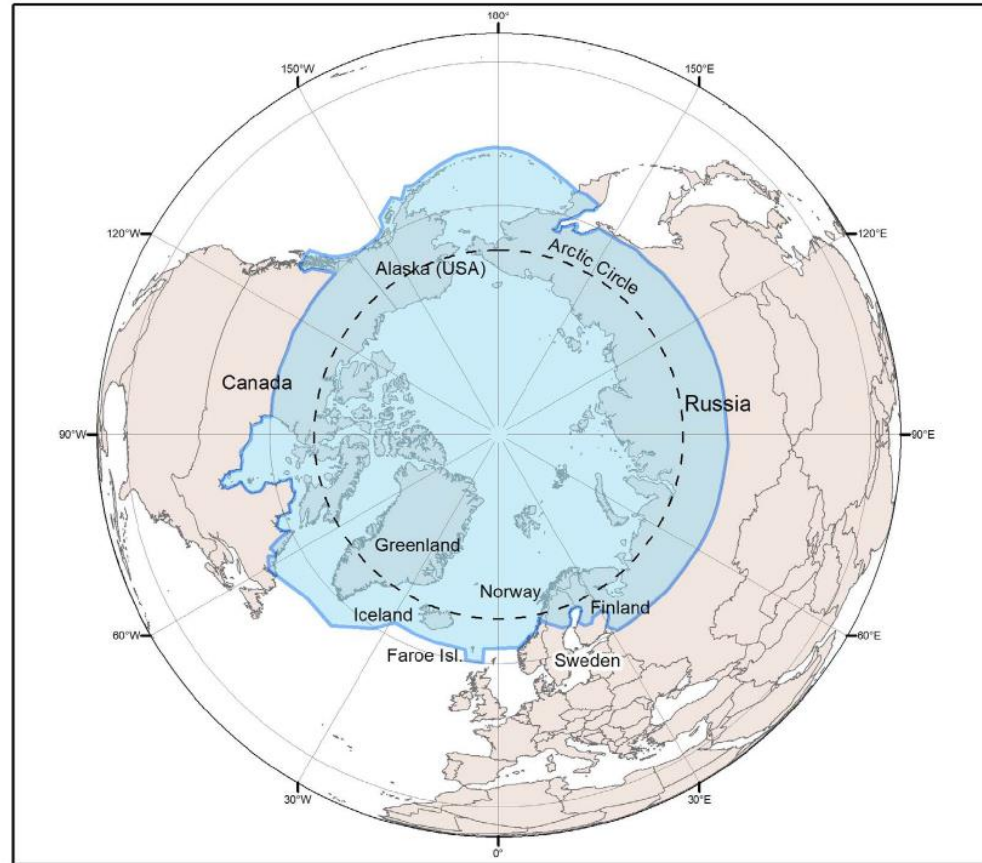 180°
150°W
150°E
120°W
120°E
Arctic Circle
Alaska (USA)
Canada
Russia
90°W
90°E
Greenland
Norway
Iceland
Finland
60°W
60°E
Faroe Isl.
Sweden
30°W
30°E
0°